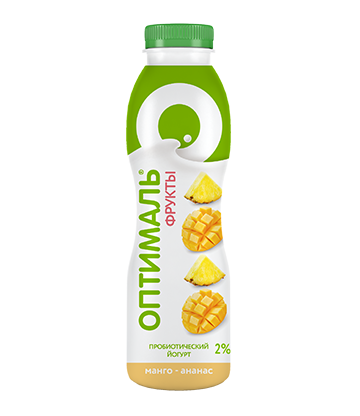 ОПТИМАЛЬ®
ФРУКТЫ
ПРОБИОТИЧЕСКИЙ
ЙОГУРТ
2%
манго - ананас